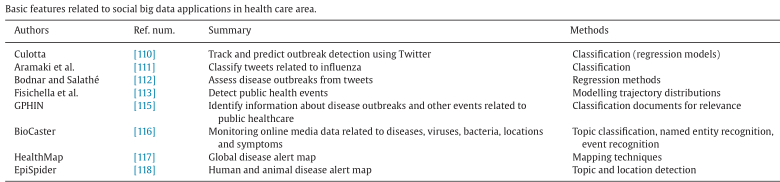 Basic features related to social big data applications in health care area.
Authors Ref. num. Summary Methods
Culotta [110] Track and predict outbreak detection using Twitter Classification (regression models)
Aramaki et al. [111] Classify tweets related to influenza Classification
Bodnar and Salathé [112] Assess disease outbreaks from tweets Regression methods
Fisichella et al. [113] Detect public health events Modelling trajectory distributions
GPHIN [115] Identify information about disease outbreaks and other events related to Classification documents for relevance
public healthcare
BioCaster [116] Monitoring online media data related to diseases, viruses, bacteria, locations Topic classification, named entity recognition,
and symptoms event recognition
HealthMap [117] Global disease alert map Mapping techniques
EpiSpider [118] Human and animal disease alert map Topic and location detection